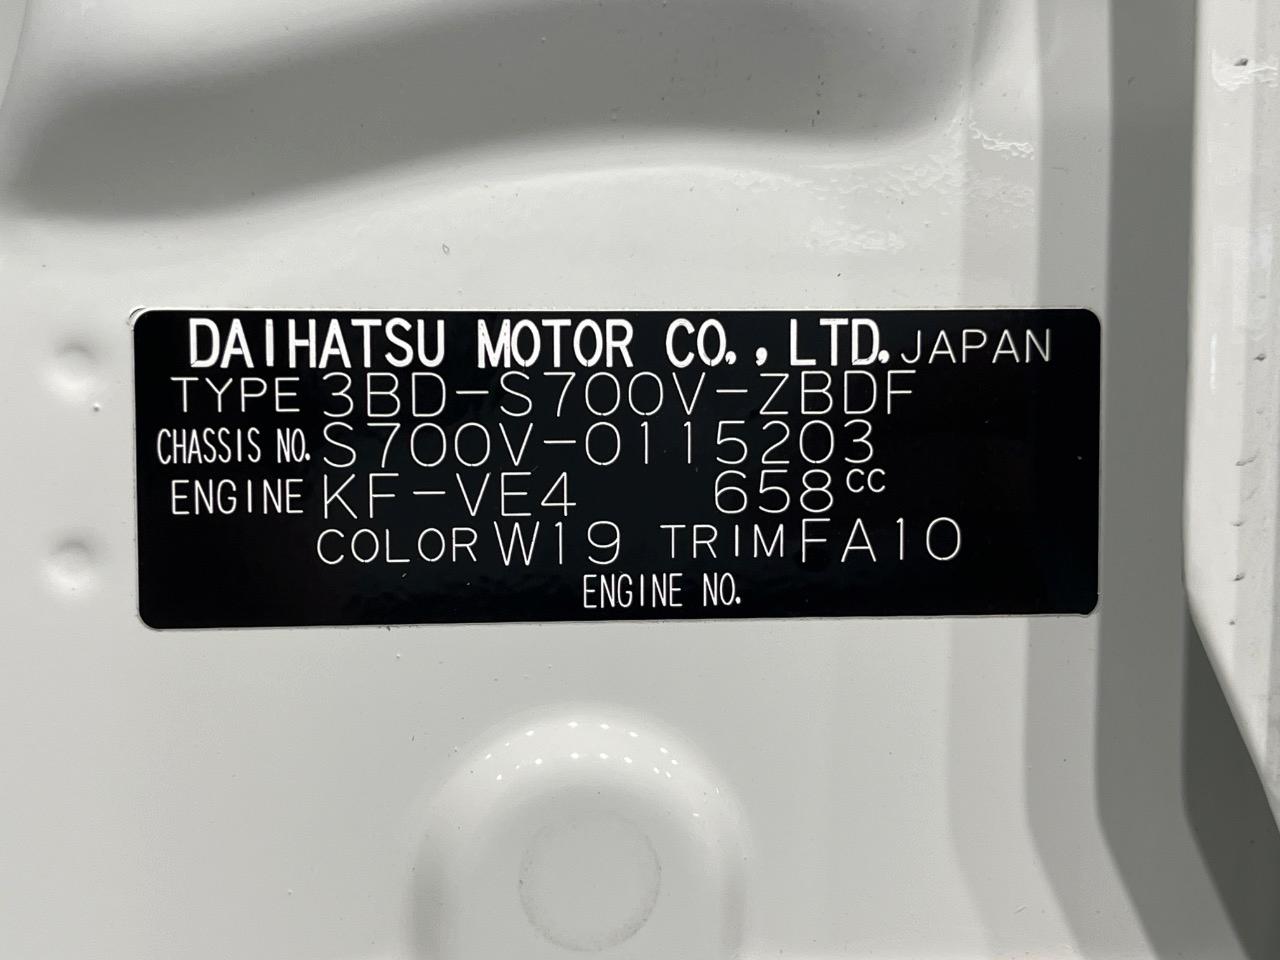 DAIHATSU MOTOR CO., LTD. JAPAN
TYPE 3BD-S700V-ZBDF
CHASSIS NO. S700V-0115203
ENGINE KF-VE4 658CC
COLOR W19 TRIM FA10
ENGINE NO.